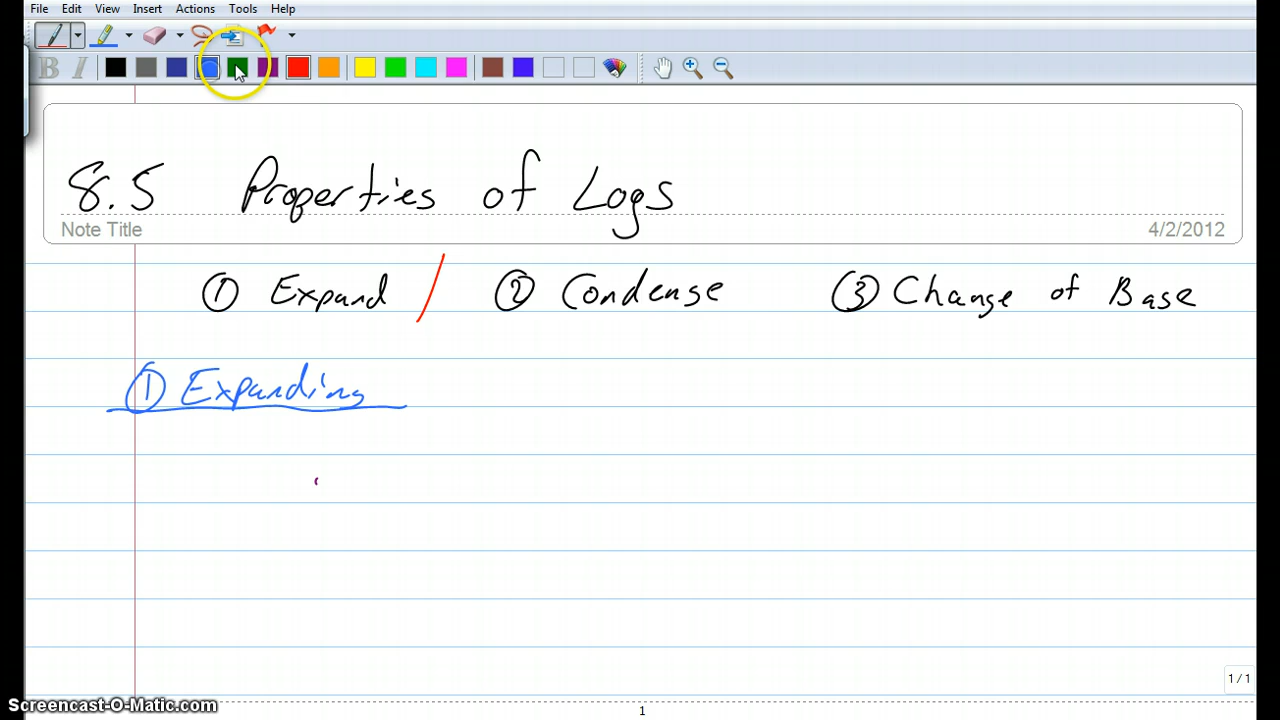 File Edit View Insert Actions Tools Help
B I
8.5 Properties of Logs
Note Title 4/2/2012
① Expand / ② Condense ③ Change of Base
① Expanding
1 / 1
Screencast-O-Matic.com
1